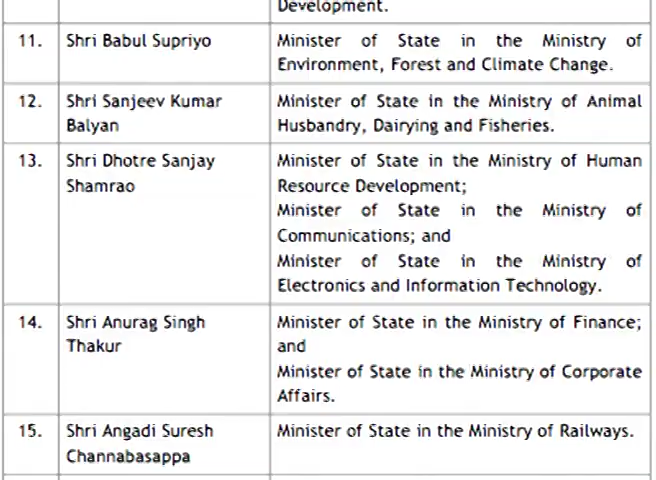 Development.
11. Shri Babul Supriyo Minister of State in the Ministry of
Environment, Forest and Climate Change.
12. Shri Sanjeev Kumar Minister of State in the Ministry of Animal
Balyan Husbandry, Dairying and Fisheries.
13. Shri Dhotre Sanjay Minister of State in the Ministry of Human
Shamrao Resource Development;
Minister of State in the Ministry of
Communications; and
Minister of State in the Ministry of
Electronics and Information Technology.
14. Shri Anurag Singh Minister of State in the Ministry of Finance;
Thakur and
Minister of State in the Ministry of Corporate
Affairs.
15. Shri Angadi Suresh Minister of State in the Ministry of Railways.
Channabasappa